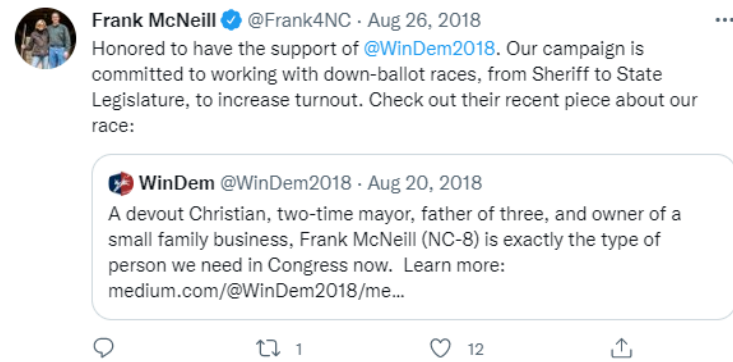 Frank McNeill @Frank4NC · Aug 26, 2018
Honored to have the support of @WinDem2018. Our campaign is
committed to working with down-ballot races, from Sheriff to State
Legislature, to increase turnout. Check out their recent piece about our
race:
WinDem @WinDem2018 · Aug 20, 2018
A devout Christian, two-time mayor, father of three, and owner of a
small family business, Frank McNeill (NC-8) is exactly the type of
person we need in Congress now.  Learn more:
medium.com/@WinDem2018/me...
1 12